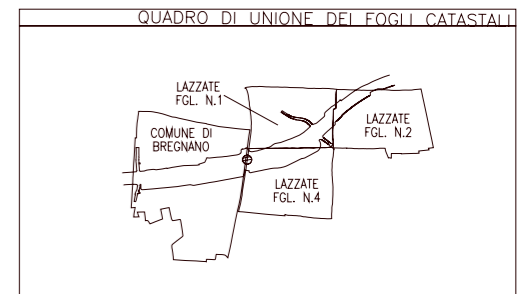 QUADRO DI UNIONE DEI FOGLI CATASTALI
LAZZATE
FGL. N.1
COMUNE DI
BREGNANO
LAZZATE
FGL. N.2
LAZZATE
FGL. N.4